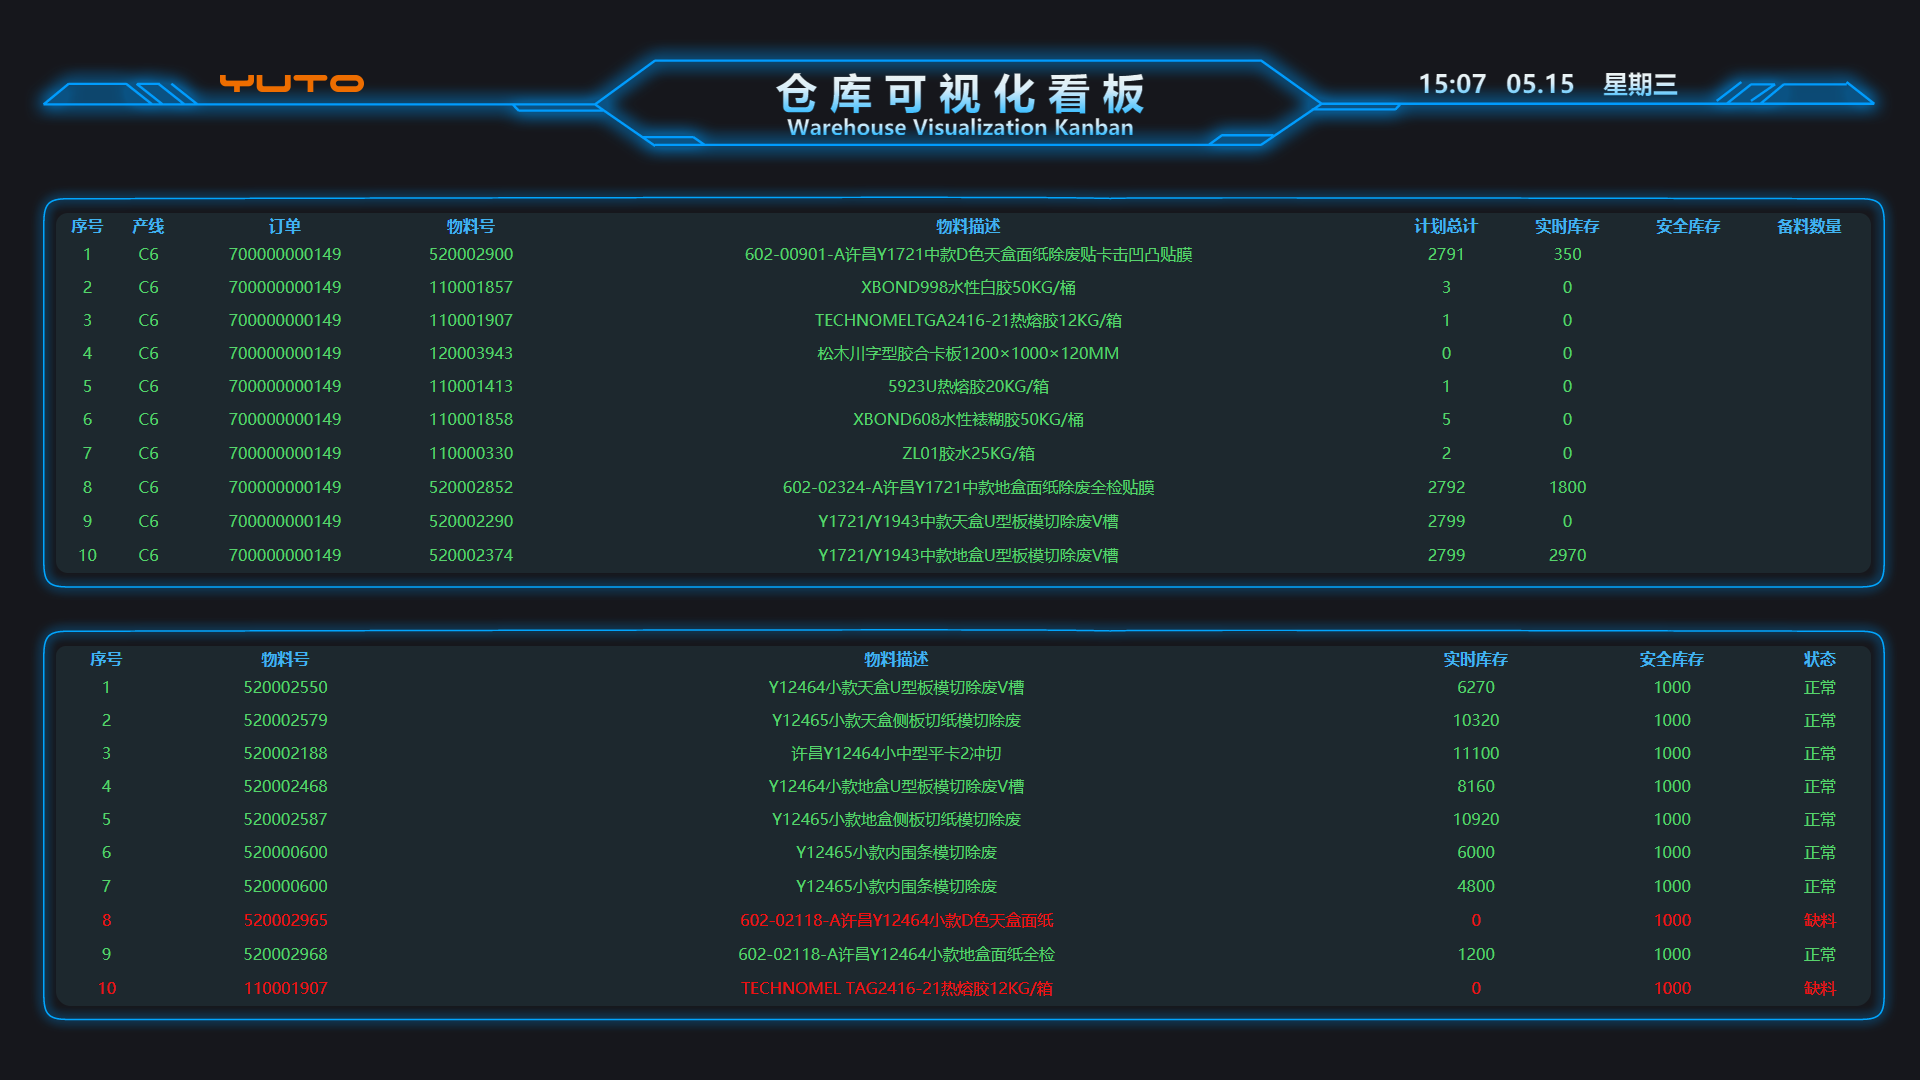 YUTO
仓库可视化看板
Warehouse Visualization Kanban
15:07 05.15 星期三
序号 产线 订单 物料号 物料描述 计划总计 实时库存 安全库存 备料数量
1 C6 700000000149 520002900 602-00901-A许昌Y1721中款D色天盒面纸除废贴卡击凹凸贴膜 2791 350
2 C6 700000000149 110001857 XBOND998水性白胶50KG/桶 3 0
3 C6 700000000149 110001907 TECHNOMELTGA2416-21热熔胶12KG/箱 1 0
4 C6 700000000149 120003943 松木川字型胶合卡板1200×1000×120MM 0 0
5 C6 700000000149 110001413 5923U热熔胶20KG/箱 1 0
6 C6 700000000149 110001858 XBOND608水性裱糊胶50KG/桶 5 0
7 C6 700000000149 110000330 ZL01胶水25KG/箱 2 0
8 C6 700000000149 520002852 602-02324-A许昌Y1721中款地盒面纸除废全检贴膜 2792 1800
9 C6 700000000149 520002290 Y1721/Y1943中款天盒U型板模切除废V槽 2799 0
10 C6 700000000149 520002374 Y1721/Y1943中款地盒U型板模切除废V槽 2799 2970
序号 物料号 物料描述 实时库存 安全库存 状态
1 520002550 Y12464小款天盒U型板模切除废V槽 6270 1000 正常
2 520002579 Y12465小款天盒侧板切纸模切除废 10320 1000 正常
3 520002188 许昌Y12464小中型平卡2冲切 11100 1000 正常
4 520002468 Y12464小款地盒U型板模切除废V槽 8160 1000 正常
5 520002587 Y12465小款地盒侧板切纸模切除废 10920 1000 正常
6 520000600 Y12465小款内围条模切除废 6000 1000 正常
7 520000600 Y12465小款内围条模切除废 4800 1000 正常
8 520002965 602-02118-A许昌Y12464小款D色天盒面纸 0 1000 缺料
9 520002968 602-02118-A许昌Y12464小款地盒面纸全检 1200 1000 正常
10 110001907 TECHNOMEL TAG2416-21热熔胶12KG/箱 0 1000 缺料